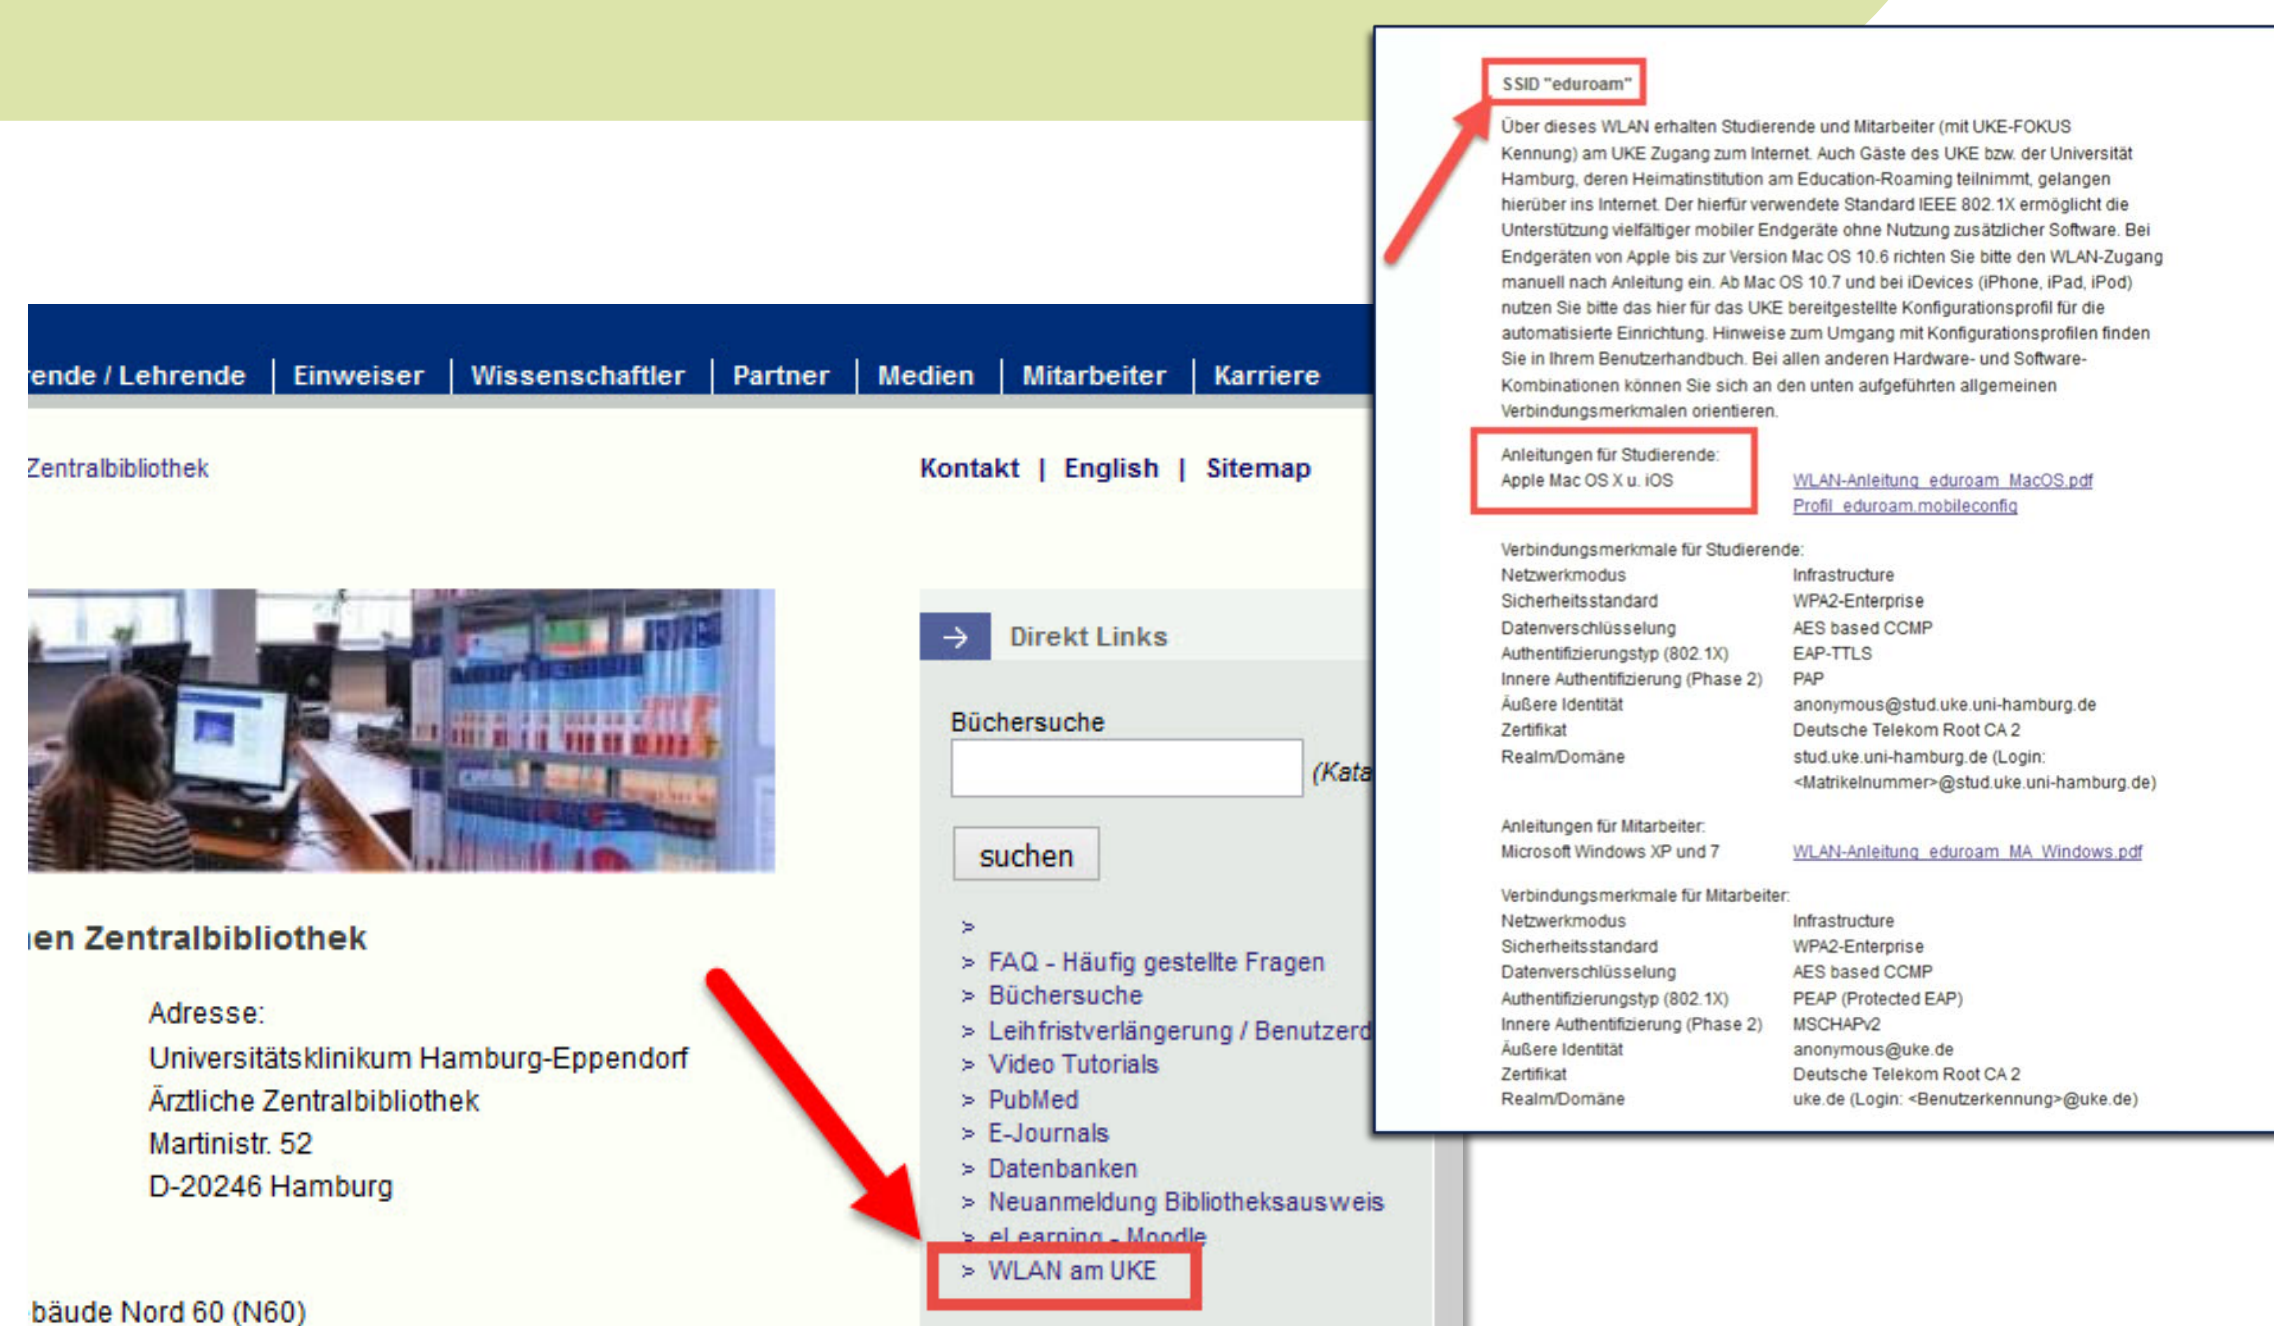 SSID "eduroam"
Über dieses WLAN erhalten Studierende und Mitarbeiter (mit UKE-FOKUS
Kennung) am UKE Zugang zum Internet. Auch Gäste des UKE bzw. der Universität
Hamburg, deren Heimatinstitution am Education-Roaming teilnimmt, gelangen
hierüber ins Internet. Der hierfür verwendete Standard IEEE 802.1X ermöglicht die
Unterstützung vielfältiger mobiler Endgeräte ohne Nutzung zusätzlicher Software. Bei
Endgeräten von Apple bis zur Version Mac OS 10.6 richten Sie bitte den WLAN-Zugang
manuell nach Anleitung ein. Ab Mac OS 10.7 und bei iDevices (iPhone, iPad, iPod)
nutzen Sie bitte das hier für das UKE bereitgestellte Konfigurationsprofil für die
automatisierte Einrichtung. Hinweise zum Umgang mit Konfigurationsprofilen finden
Sie in Ihrem Benutzerhandbuch. Bei allen anderen Hardware- und Software-
Kombinationen können Sie sich an den unten aufgeführten allgemeinen
Verbindungsmerkmalen orientieren.
Anleitungen für Studierende:
Apple Mac OS X u. iOS WLAN-Anleitung_eduroam_MacOS.pdf
Profil_eduroam.mobileconfig
Verbindungsmerkmale für Studierende:
Netzwerkmodus Infrastructure
Sicherheitsstandard WPA2-Enterprise
Datenverschlüsselung AES based CCMP
Authentifizierungstyp (802.1X) EAP-TTLS
Innere Authentifizierung (Phase 2) PAP
Äußere Identität anonymous@stud.uke.uni-hamburg.de
Zertifikat Deutsche Telekom Root CA 2
Realm/Domäne stud.uke.uni-hamburg.de (Login:
<Matrikelnummer>@stud.uke.uni-hamburg.de)
Anleitungen für Mitarbeiter:
Microsoft Windows XP und 7 WLAN-Anleitung_eduroam_MA_Windows.pdf
Verbindungsmerkmale für Mitarbeiter:
Netzwerkmodus Infrastructure
Sicherheitsstandard WPA2-Enterprise
Datenverschlüsselung AES based CCMP
Authentifizierungstyp (802.1X) PEAP (Protected EAP)
Innere Authentifizierung (Phase 2) MSCHAPv2
Äußere Identität anonymous@uke.de
Zertifikat Deutsche Telekom Root CA 2
Realm/Domäne uke.de (Login: <Benutzerkennung>@uke.de)
ende / Lehrende | Einweiser | Wissenschaftler | Partner | Medien | Mitarbeiter | Karriere
Zentralbibliothek
Kontakt | English | Sitemap
Direkt Links
Büchersuche
(Kata
suchen
>
> FAQ - Häufig gestellte Fragen
> Büchersuche
> Leihfristverlängerung / Benutzerd
> Video Tutorials
> PubMed
> E-Journals
> Datenbanken
> Neuanmeldung Bibliotheksausweis
> eLearning - Moodle
> WLAN am UKE
en Zentralbibliothek
Adresse:
Universitätsklinikum Hamburg-Eppendorf
Ärztliche Zentralbibliothek
Martinistr. 52
D-20246 Hamburg
bäude Nord 60 (N60)